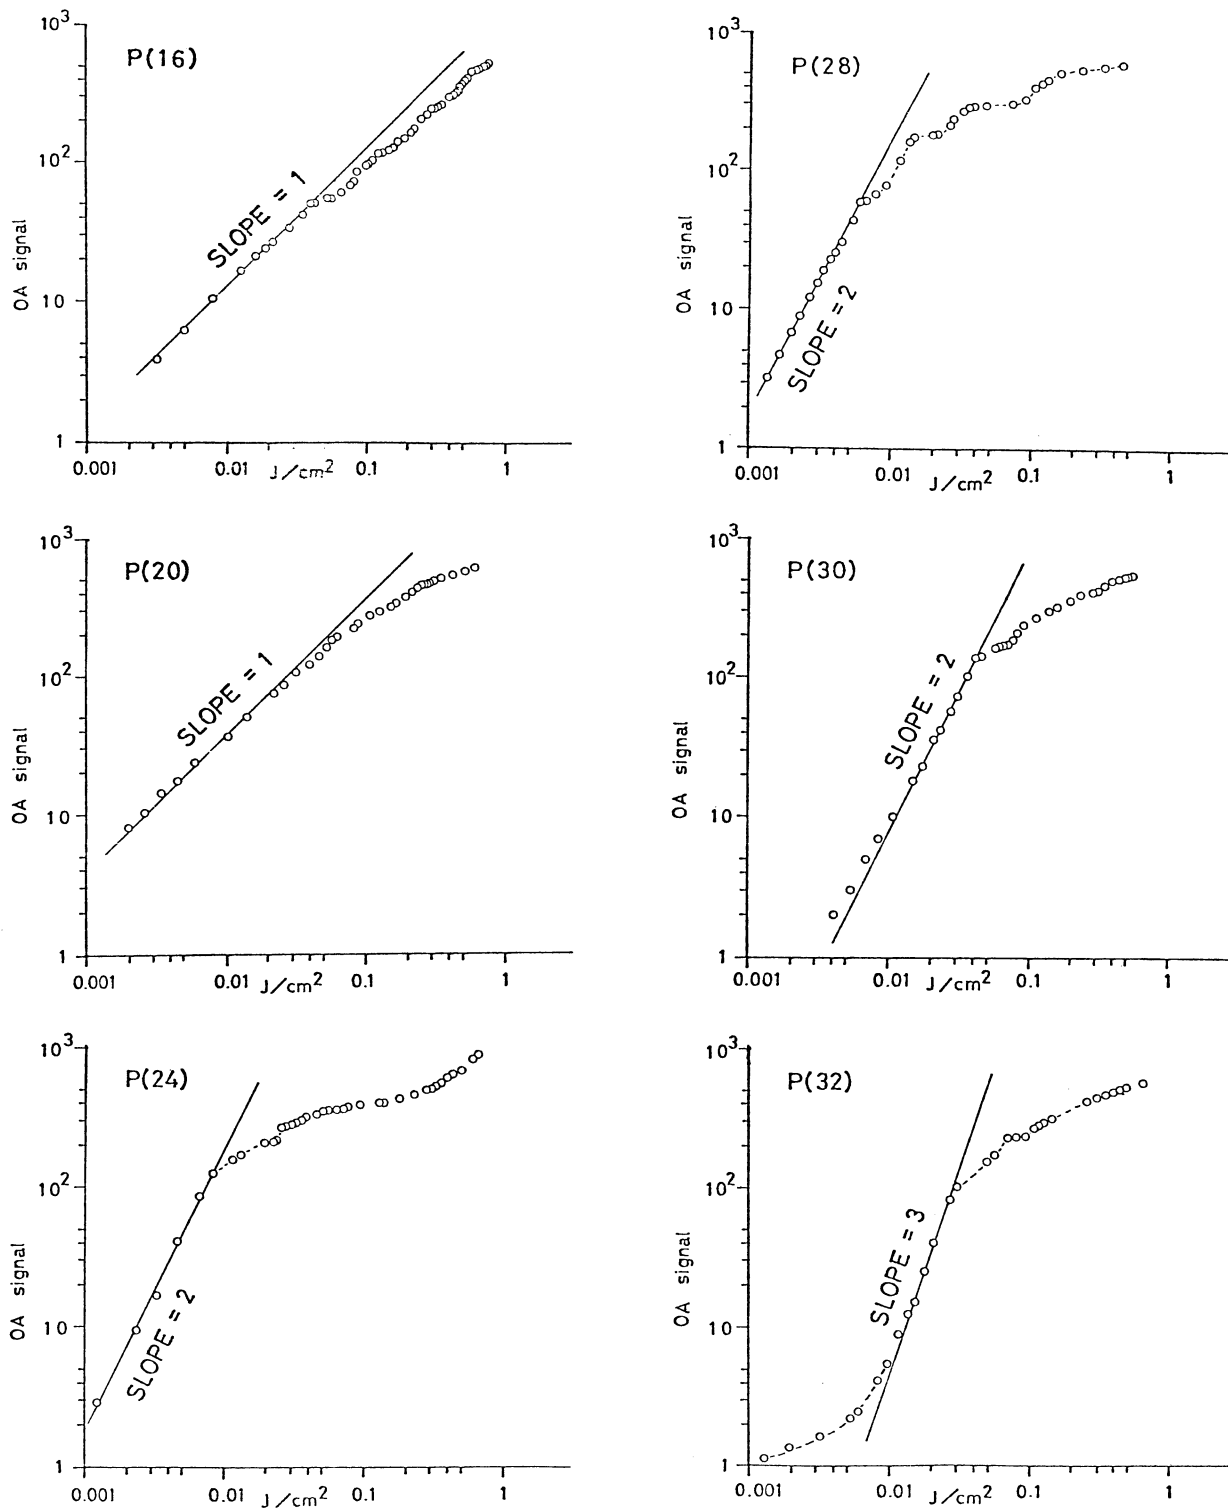 P(16)
10³
10²
10
1
OA signal
SLOPE = 1
0.001 0.01 J/cm² 0.1 1
P(28)
10³
10²
10
1
OA signal
SLOPE = 2
0.001 0.01 J/cm² 0.1 1
P(20)
10³
10²
10
1
OA signal
SLOPE = 1
0.001 0.01 J/cm² 0.1 1
P(30)
10³
10²
10
1
OA signal
SLOPE = 2
0.001 0.01 J/cm² 0.1 1
P(24)
10³
10²
10
1
OA signal
SLOPE = 2
0.001 0.01 J/cm² 0.1 1
P(32)
10³
10²
10
1
OA signal
SLOPE = 3
0.001 0.01 J/cm² 0.1 1